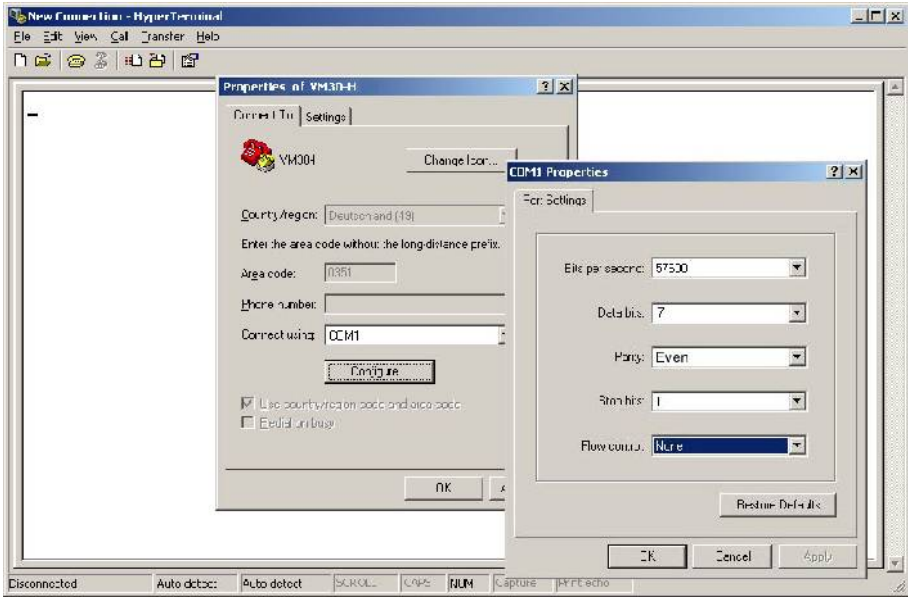 New Connection - HyperTerminal
File Edit View Call Transfer Help
Properties of VM30-H
Connect To Settings
VM30-H
Change Icon...
Country/region: Deutschland (49)
Enter the area code without the long-distance prefix.
Area code: 0351
Phone number:
Connect using: COM1
Configure...
Use country/region code and area code
Redial on busy
OK
COM1 Properties
Port Settings
Bits per second: 57600
Data bits: 7
Parity: Even
Stop bits: 1
Flow control: None
Restore Defaults
OK Cancel Apply
Disconnected Auto detect Auto detect SCROLL CAPS NUM Capture Print echo